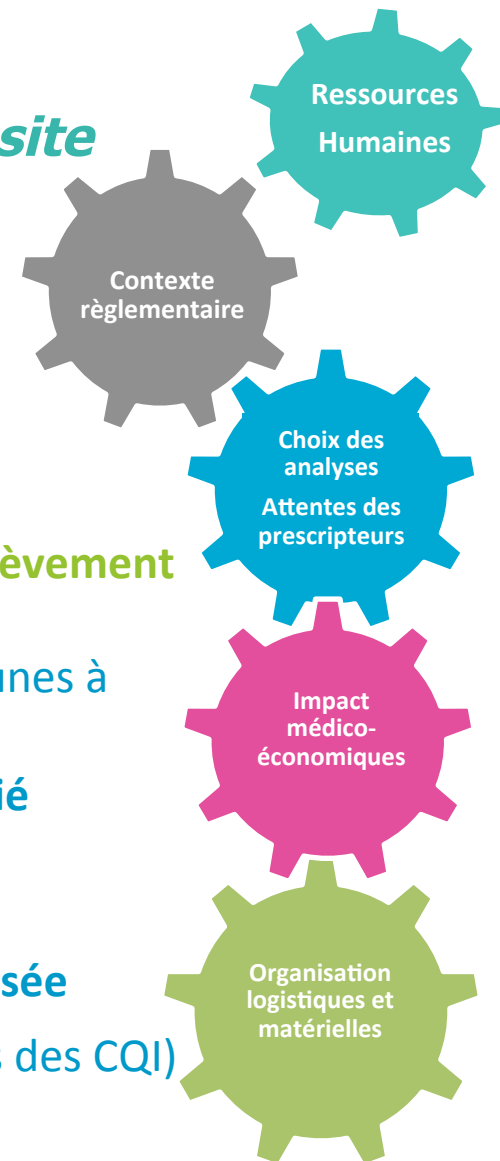 site
Ressources
Humaines
Contexte
règlementaire
Choix des
analyses
Attentes des
prescripteurs
èvement
unes à
Impact
médico-
économiques
ié
sée
Organisation
logistiques et
matérielles
s des CQI)